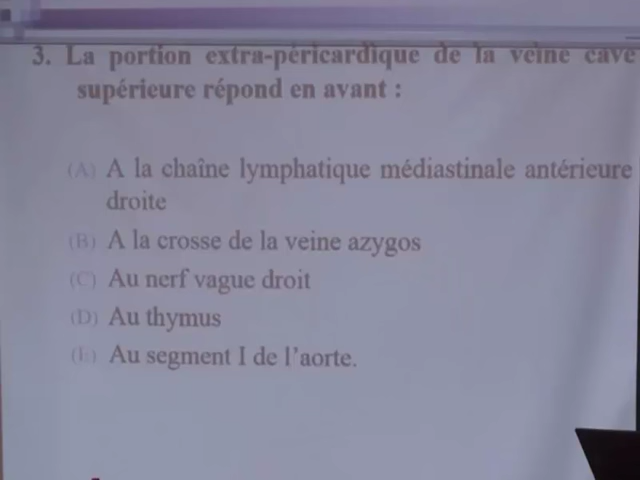 3. La portion extra-péricardique de la veine cave
supérieure répond en avant :
(A) A la chaîne lymphatique médiastinale antérieure
droite
(B) A la crosse de la veine azygos
(C) Au nerf vague droit
(D) Au thymus
(E) Au segment I de l'aorte.